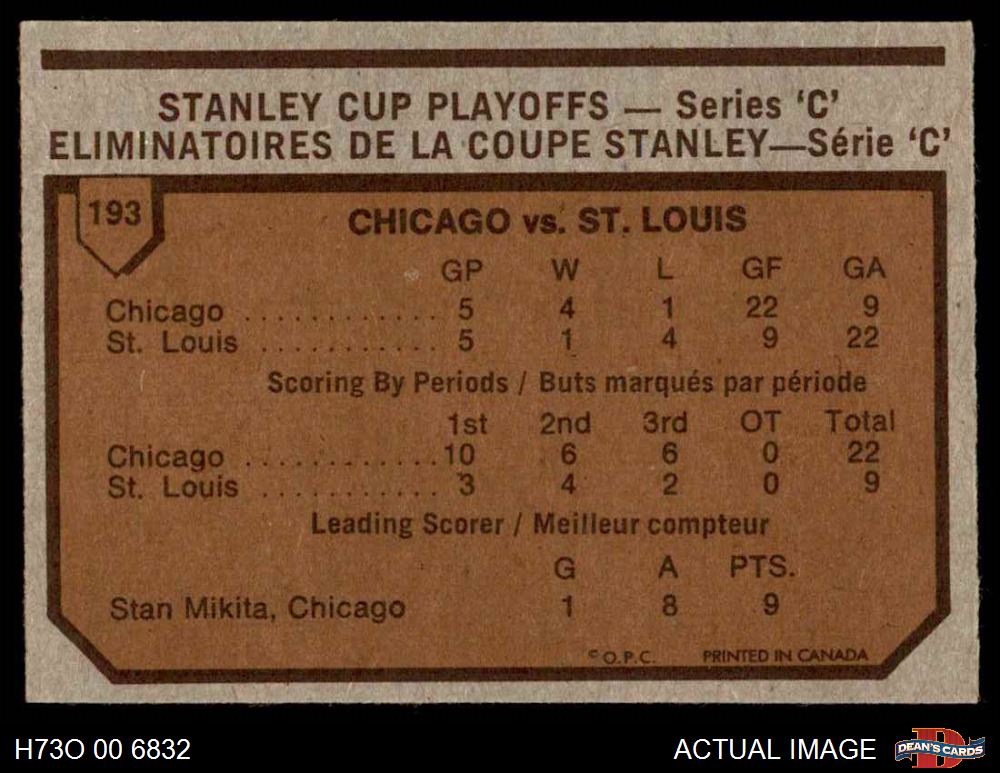 STANLEY CUP PLAYOFFS — Series ‘C’
ELIMINATOIRES DE LA COUPE STANLEY—Série ‘C’
193
CHICAGO vs. ST. LOUIS
GP W L GF GA
Chicago ............ 5 4 1 22 9
St. Louis ........... 5 1 4 9 22
Scoring By Periods / Buts marqués par période
1st 2nd 3rd OT Total
Chicago ............ 10 6 6 0 22
St. Louis ........... 3 4 2 0 9
Leading Scorer / Meilleur compteur
G A PTS.
Stan Mikita, Chicago 1 8 9
© O.P.C. PRINTED IN CANADA
H73O 00 6832 ACTUAL IMAGE D DEAN'S CARDS